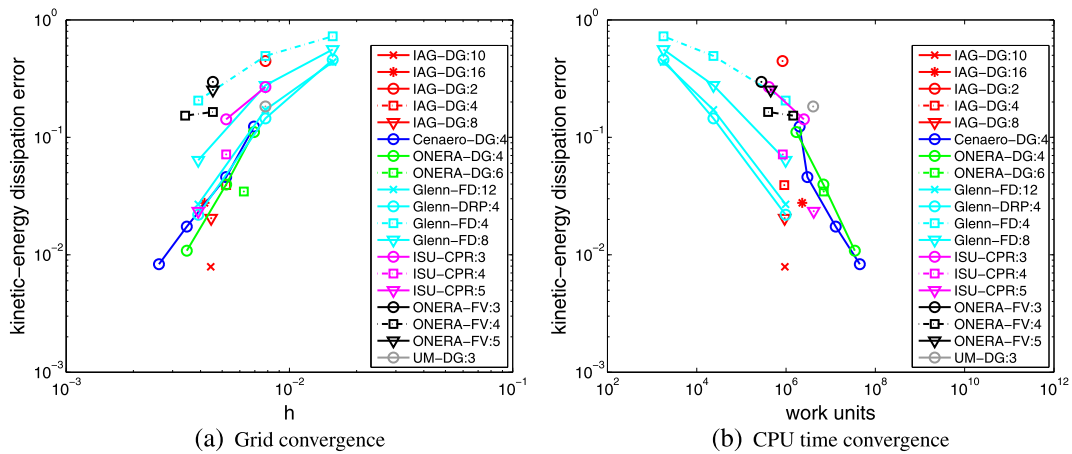 kinetic−energy dissipation error
10^0
10^−1
10^−2
10^−3
10^−3
10^−2
10^−1
h
IAG−DG:10
IAG−DG:16
IAG−DG:2
IAG−DG:4
IAG−DG:8
Cenaero−DG:4
ONERA−DG:4
ONERA−DG:6
Glenn−FD:12
Glenn−DRP:4
Glenn−FD:4
Glenn−FD:8
ISU−CPR:3
ISU−CPR:4
ISU−CPR:5
ONERA−FV:3
ONERA−FV:4
ONERA−FV:5
UM−DG:3
(a) Grid convergence
kinetic−energy dissipation error
10^0
10^−1
10^−2
10^−3
10^2
10^4
10^6
10^8
10^10
10^12
work units
IAG−DG:10
IAG−DG:16
IAG−DG:2
IAG−DG:4
IAG−DG:8
Cenaero−DG:4
ONERA−DG:4
ONERA−DG:6
Glenn−FD:12
Glenn−DRP:4
Glenn−FD:4
Glenn−FD:8
ISU−CPR:3
ISU−CPR:4
ISU−CPR:5
ONERA−FV:3
ONERA−FV:4
ONERA−FV:5
UM−DG:3
(b) CPU time convergence